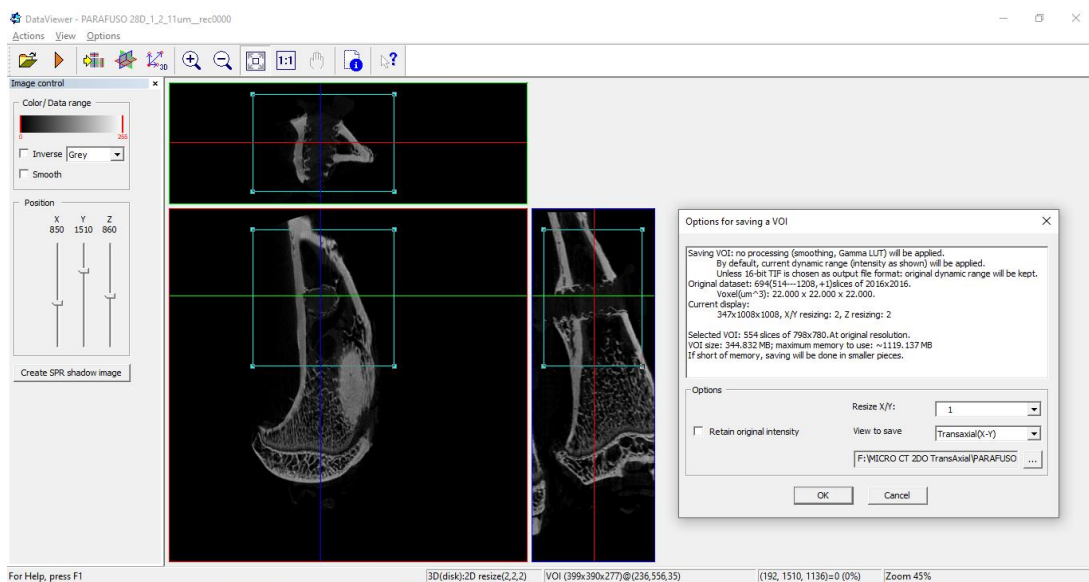 DataViewer - PARAFUSO 28D_1_2_11um__rec0000
Actions View Options
3D
1:1
Image control
Color/Data range
0 255
Inverse Grey
Smooth
Position
X Y Z
850 1510 860
Create SPR shadow image
Options for saving a VOI
Saving VOI: no processing (smoothing, Gamma LUT) will be applied.
By default, current dynamic range (intensity as shown) will be applied.
Unless 16-bit TIF is chosen as output file format: original dynamic range will be kept.
Original dataset: 694(514---1208,+1)slices of 2016x2016.
Voxel(um^3): 22.000 x 22.000 x 22.000.
Current display:
347x1008x1008, X/Y resizing: 2, Z resizing: 2
Selected VOI: 554 slices of 798x780.At original resolution.
VOI size: 344.832 MB; maximum memory to use: ~1119.137 MB
If short of memory, saving will be done in smaller pieces.
Options
Resize X/Y: 1
Retain original intensity
View to save Transaxial(X-Y)
F:\MICRO CT 2DO TransAxial\PARAFUSO ...
OK Cancel
For Help, press F1
3D(disk):2D resize(2,2,2) VOI (399x390x277)@(236,556,35) (192, 1510, 1136)=0 (0%) Zoom 45%